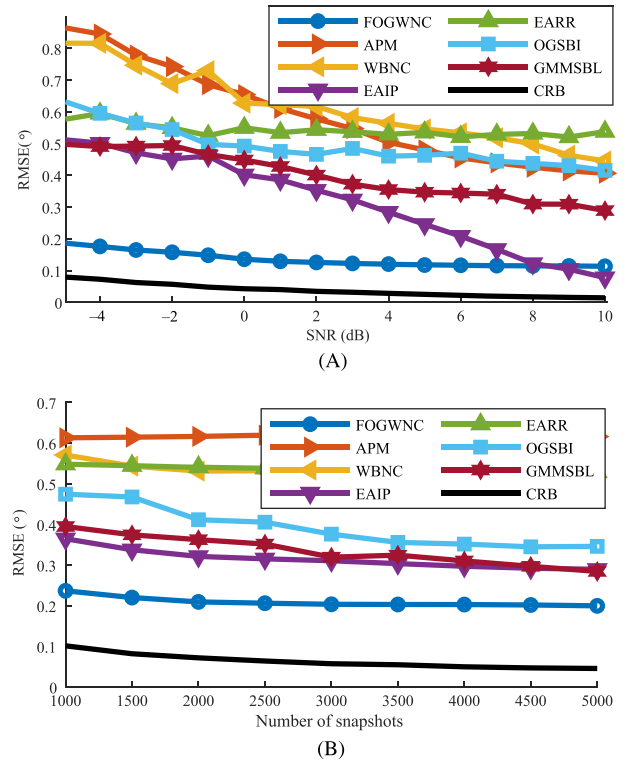 0.8
0.7
0.6
0.5
0.4
0.3
0.2
0.1
0
RMSE(°)
FOGWNC
APM
WBNC
EAIP
EARR
OGSBI
GMMSBL
CRB
–4
–2
0
2
4
6
8
10
SNR (dB)
(A)
0.7
0.6
0.5
0.4
0.3
0.2
0.1
0
RMSE (°)
FOGWNC
APM
WBNC
EAIP
EARR
OGSBI
GMMSBL
CRB
1000
1500
2000
2500
3000
3500
4000
4500
5000
Number of snapshots
(B)